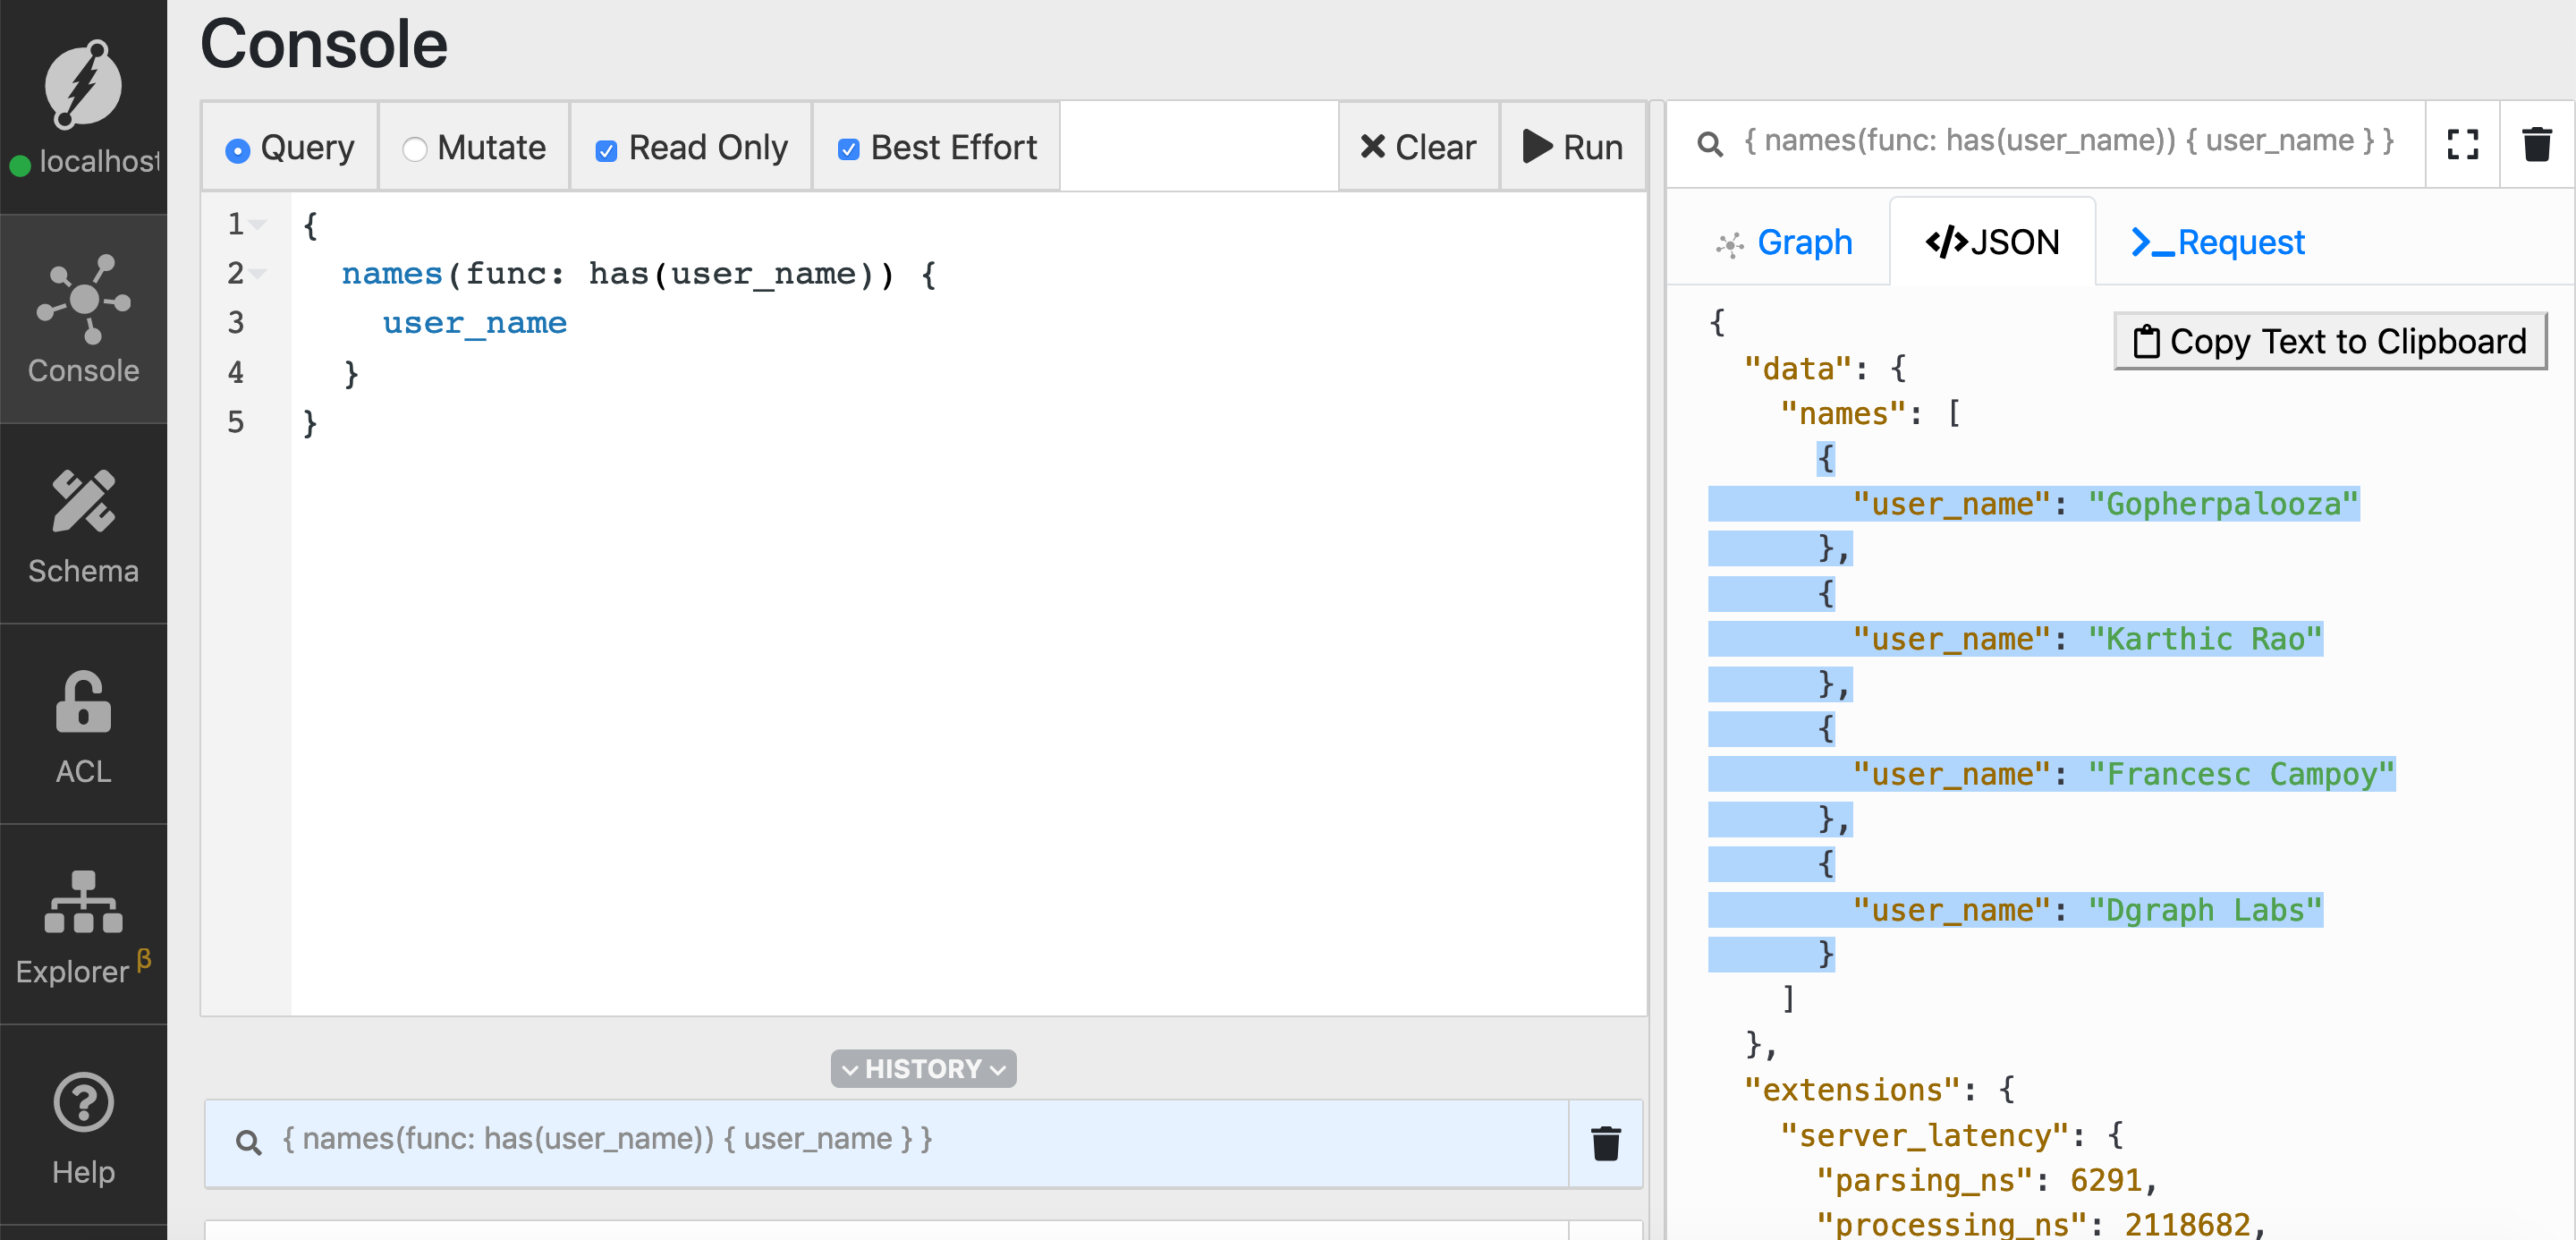 Console
localhost
Console
Schema
ACL
Explorer β
Help
Query Mutate Read Only Best Effort Clear Run
1 {
2 names(func: has(user_name)) {
3 user_name
4 }
5 }
HISTORY
{ names(func: has(user_name)) { user_name } }
{ names(func: has(user_name)) { user_name } }
Graph </>JSON >_Request
Copy Text to Clipboard
{
"data": {
"names": [
{
"user_name": "Gopherpalooza"
},
{
"user_name": "Karthic Rao"
},
{
"user_name": "Francesc Campoy"
},
{
"user_name": "Dgraph Labs"
}
]
},
"extensions": {
"server_latency": {
"parsing_ns": 6291,
"processing_ns": 2118682,